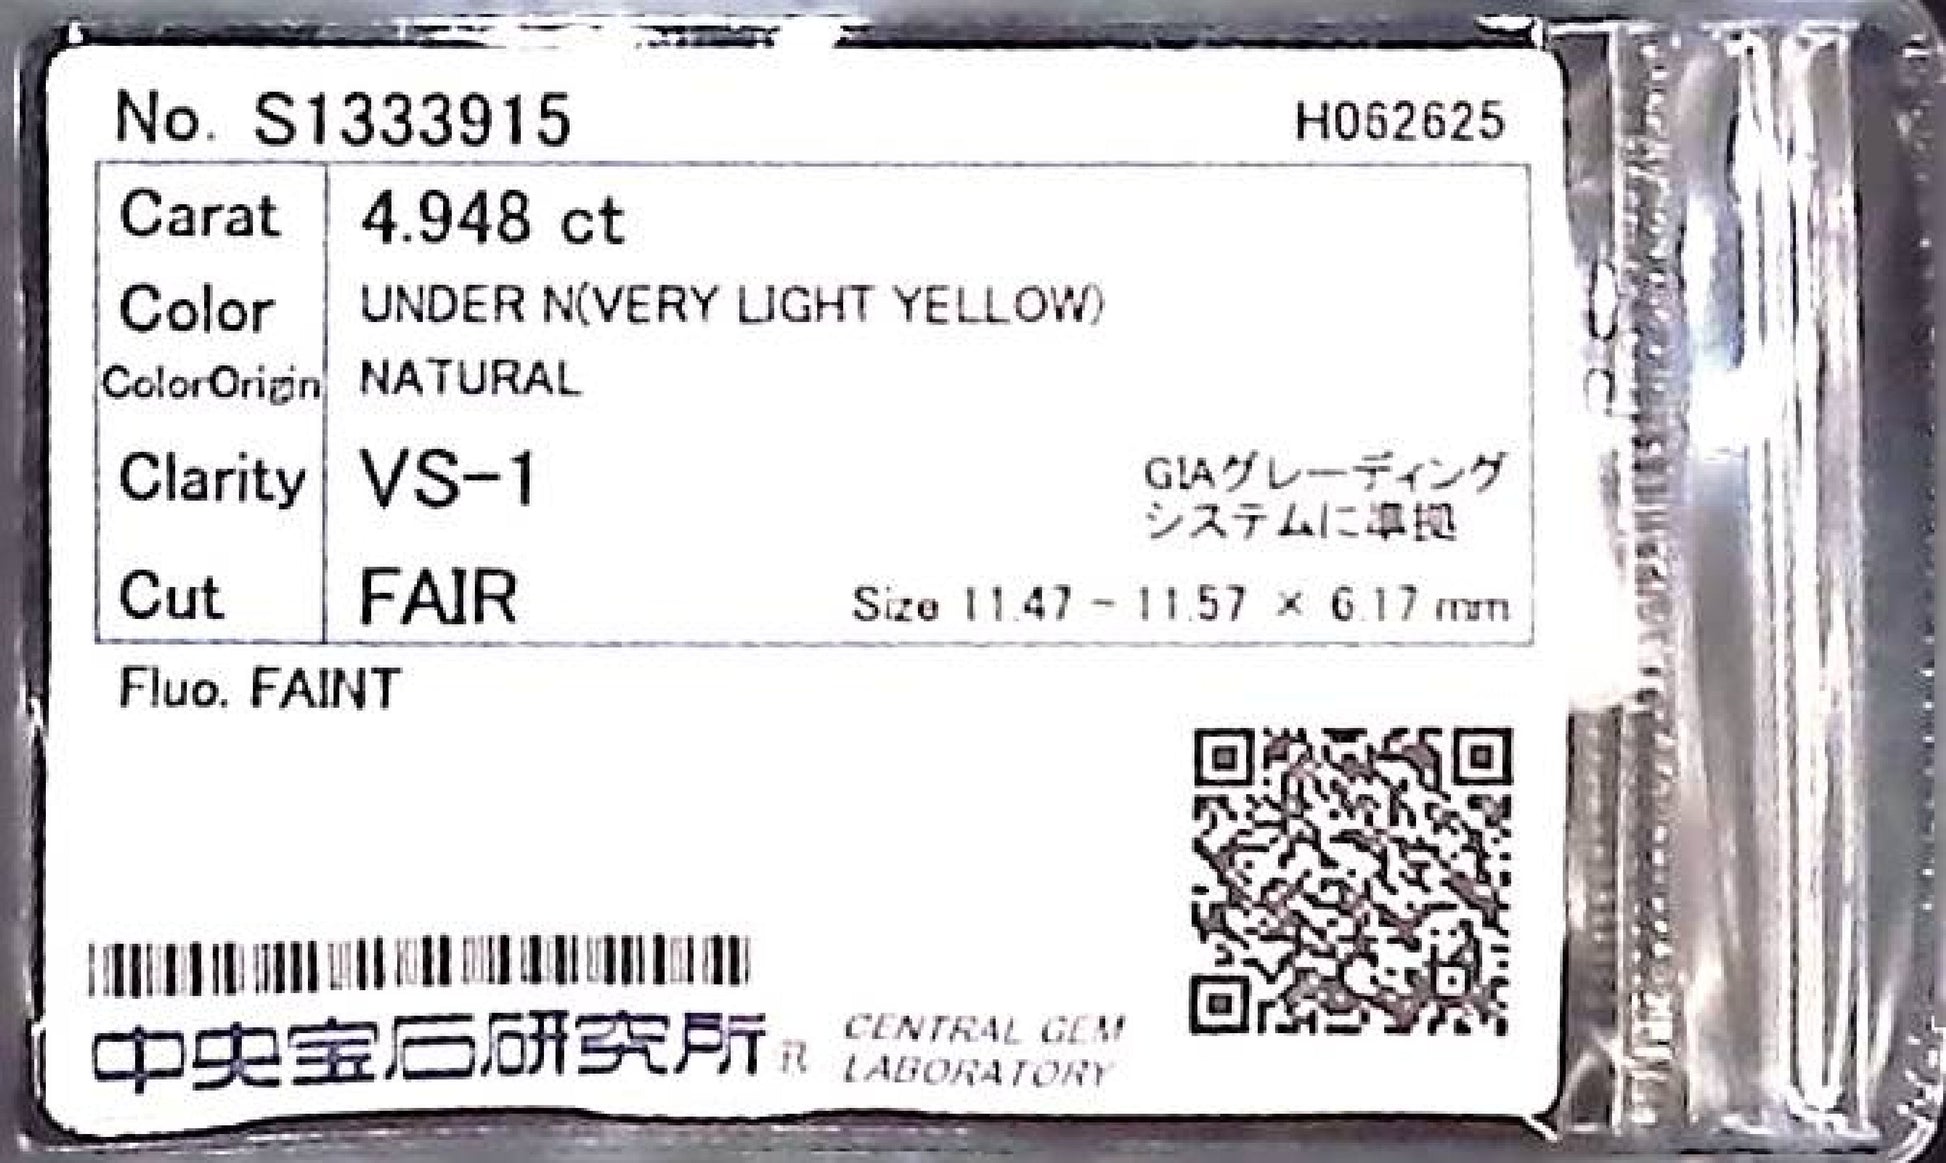 No. S1333915 H062625
Carat 4.948 ct
Color UNDER N(VERY LIGHT YELLOW)
ColorOrigin NATURAL
Clarity VS-1
GIAグレーディング
システムに準拠
Cut FAIR Size 11.47 - 11.57 × 6.17 mm
Fluo. FAINT
中央宝石研究所 R CENTRAL GEM
LABORATORY